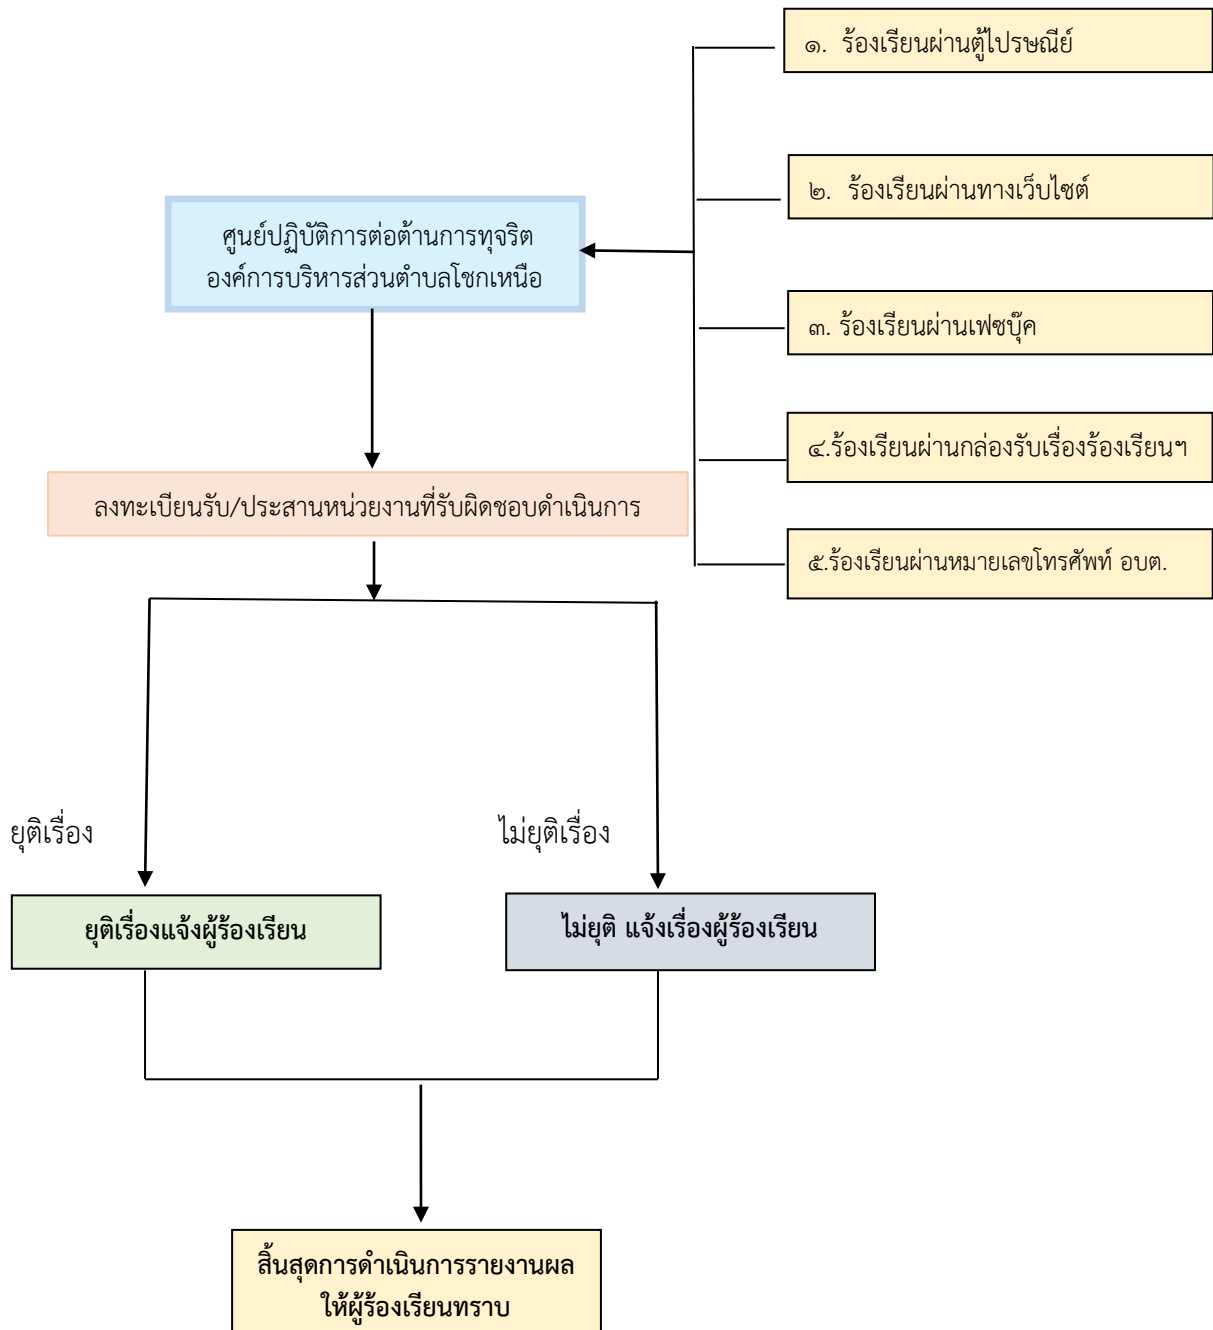 ๑. ร้องเรียนผ่านตู้ไปรษณีย์
๒. ร้องเรียนผ่านทางเว็บไซต์
ศูนย์ปฏิบัติการต่อต้านการทุจริต
องค์การบริหารส่วนตำบลโชกเหนือ
๓. ร้องเรียนผ่านเฟซบุ๊ค
๔.ร้องเรียนผ่านกล่องรับเรื่องร้องเรียนฯ
ลงทะเบียนรับ/ประสานหน่วยงานที่รับผิดชอบดำเนินการ
๕.ร้องเรียนผ่านหมายเลขโทรศัพท์ อบต.
ยุติเรื่อง
ไม่ยุติเรื่อง
ยุติเรื่องแจ้งผู้ร้องเรียน
ไม่ยุติ แจ้งเรื่องผู้ร้องเรียน
สิ้นสุดการดำเนินการรายงานผล
ให้ผู้ร้องเรียนทราบ